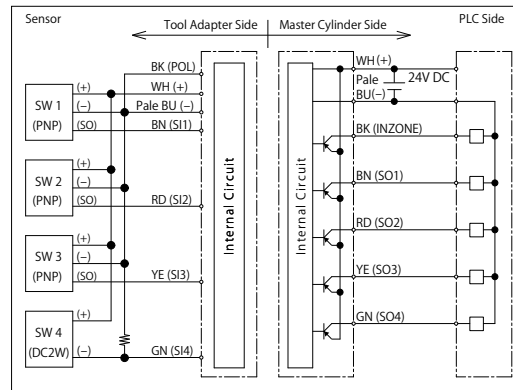 Sensor
Tool Adapter Side
Master Cylinder Side
PLC Side
BK (POL)
WH (+)
Pale BU (−)
BN (SI1)
RD (SI2)
YE (SI3)
GN (SI4)
SW 1
(PNP)
(+)
(−)
(SO)
SW 2
(PNP)
(+)
(−)
(SO)
SW 3
(PNP)
(+)
(−)
(SO)
SW 4
(DC2W)
(+)
(−)
Internal Circuit
Internal Circuit
WH (+)
Pale
BU(−)
24V DC
BK (INZONE)
BN (SO1)
RD (SO2)
YE (SO3)
GN (SO4)